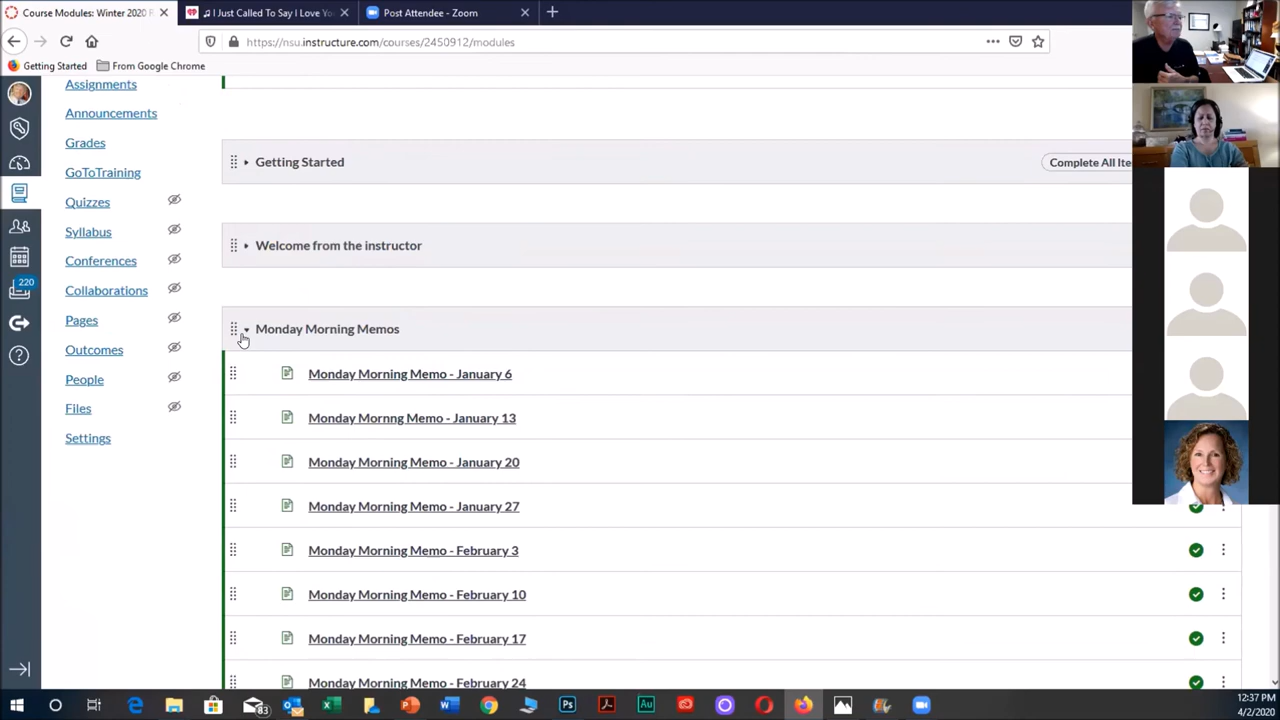 Course Modules: Winter 2020 F
♫ I Just Called To Say I Love Yo
Post Attendee - Zoom
https://nsu.instructure.com/courses/2450912/modules
Getting Started
From Google Chrome
Assignments
Announcements
Grades
GoToTraining
Quizzes
Syllabus
Conferences
Collaborations
Pages
Outcomes
People
Files
Settings
220
Getting Started
Complete All Ite
Welcome from the instructor
Monday Morning Memos
Monday Morning Memo - January 6
Monday Mornng Memo - January 13
Monday Morning Memo - January 20
Monday Morning Memo - January 27
Monday Morning Memo - February 3
Monday Morning Memo - February 10
Monday Morning Memo - February 17
Monday Morning Memo - February 24
83
Ps
Au
12:37 PM
4/2/2020